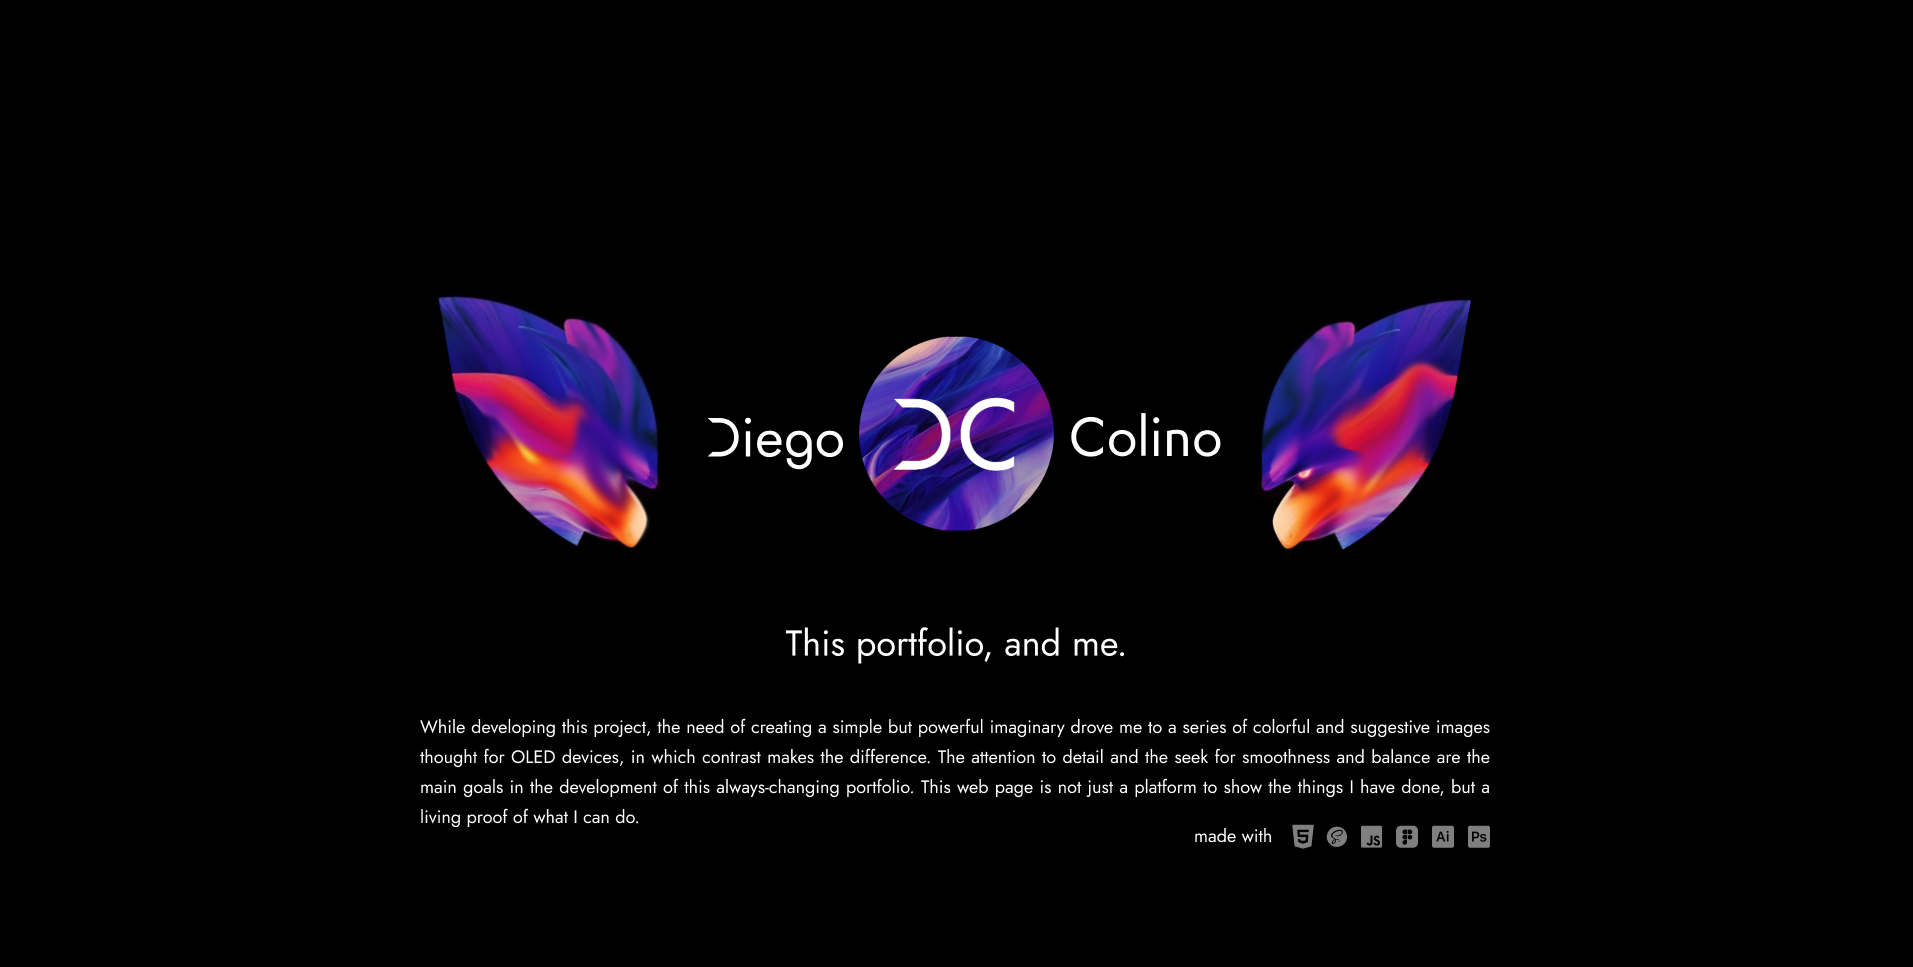 Diego DC Colino
This portfolio, and me.
While developing this project, the need of creating a simple but powerful imaginary drove me to a series of colorful and suggestive images
thought for OLED devices, in which contrast makes the difference. The attention to detail and the seek for smoothness and balance are the
main goals in the development of this always-changing portfolio. This web page is not just a platform to show the things I have done, but a
living proof of what I can do.
made with 5 S JS Ai Ps